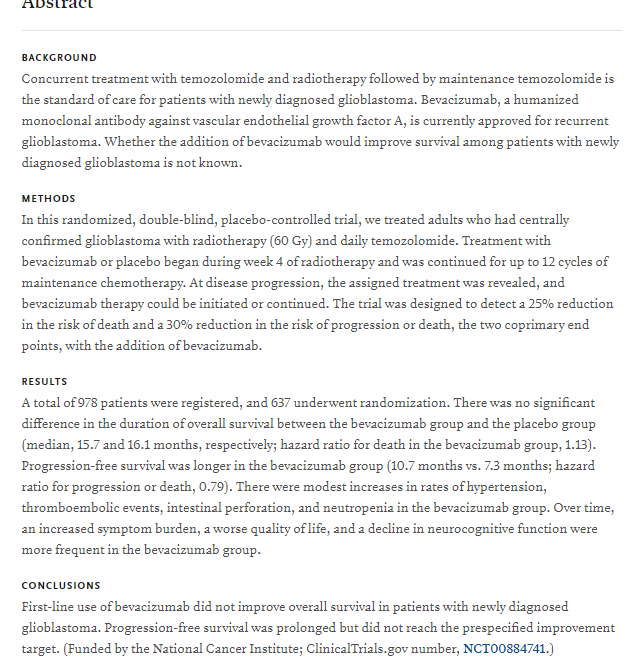 Abstract
BACKGROUND
Concurrent treatment with temozolomide and radiotherapy followed by maintenance temozolomide is
the standard of care for patients with newly diagnosed glioblastoma. Bevacizumab, a humanized
monoclonal antibody against vascular endothelial growth factor A, is currently approved for recurrent
glioblastoma. Whether the addition of bevacizumab would improve survival among patients with newly
diagnosed glioblastoma is not known.
METHODS
In this randomized, double-blind, placebo-controlled trial, we treated adults who had centrally
confirmed glioblastoma with radiotherapy (60 Gy) and daily temozolomide. Treatment with
bevacizumab or placebo began during week 4 of radiotherapy and was continued for up to 12 cycles of
maintenance chemotherapy. At disease progression, the assigned treatment was revealed, and
bevacizumab therapy could be initiated or continued. The trial was designed to detect a 25% reduction
in the risk of death and a 30% reduction in the risk of progression or death, the two coprimary end
points, with the addition of bevacizumab.
RESULTS
A total of 978 patients were registered, and 637 underwent randomization. There was no significant
difference in the duration of overall survival between the bevacizumab group and the placebo group
(median, 15.7 and 16.1 months, respectively; hazard ratio for death in the bevacizumab group, 1.13).
Progression-free survival was longer in the bevacizumab group (10.7 months vs. 7.3 months; hazard
ratio for progression or death, 0.79). There were modest increases in rates of hypertension,
thromboembolic events, intestinal perforation, and neutropenia in the bevacizumab group. Over time,
an increased symptom burden, a worse quality of life, and a decline in neurocognitive function were
more frequent in the bevacizumab group.
CONCLUSIONS
First-line use of bevacizumab did not improve overall survival in patients with newly diagnosed
glioblastoma. Progression-free survival was prolonged but did not reach the prespecified improvement
target. (Funded by the National Cancer Institute; ClinicalTrials.gov number, NCT00884741.)